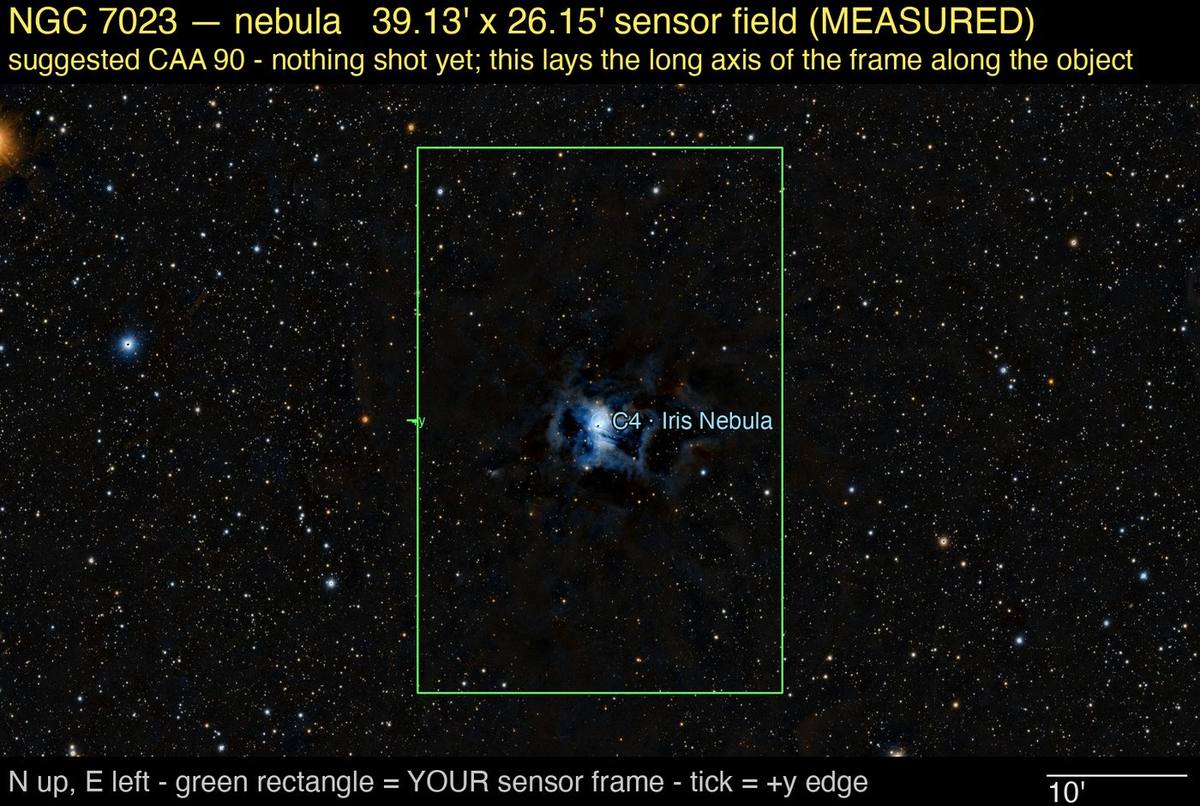 NGC 7023 — nebula 39.13' x 26.15' sensor field (MEASURED)
suggested CAA 90 - nothing shot yet; this lays the long axis of the frame along the object
+y
C4 · Iris Nebula
N up, E left - green rectangle = YOUR sensor frame - tick = +y edge
10'